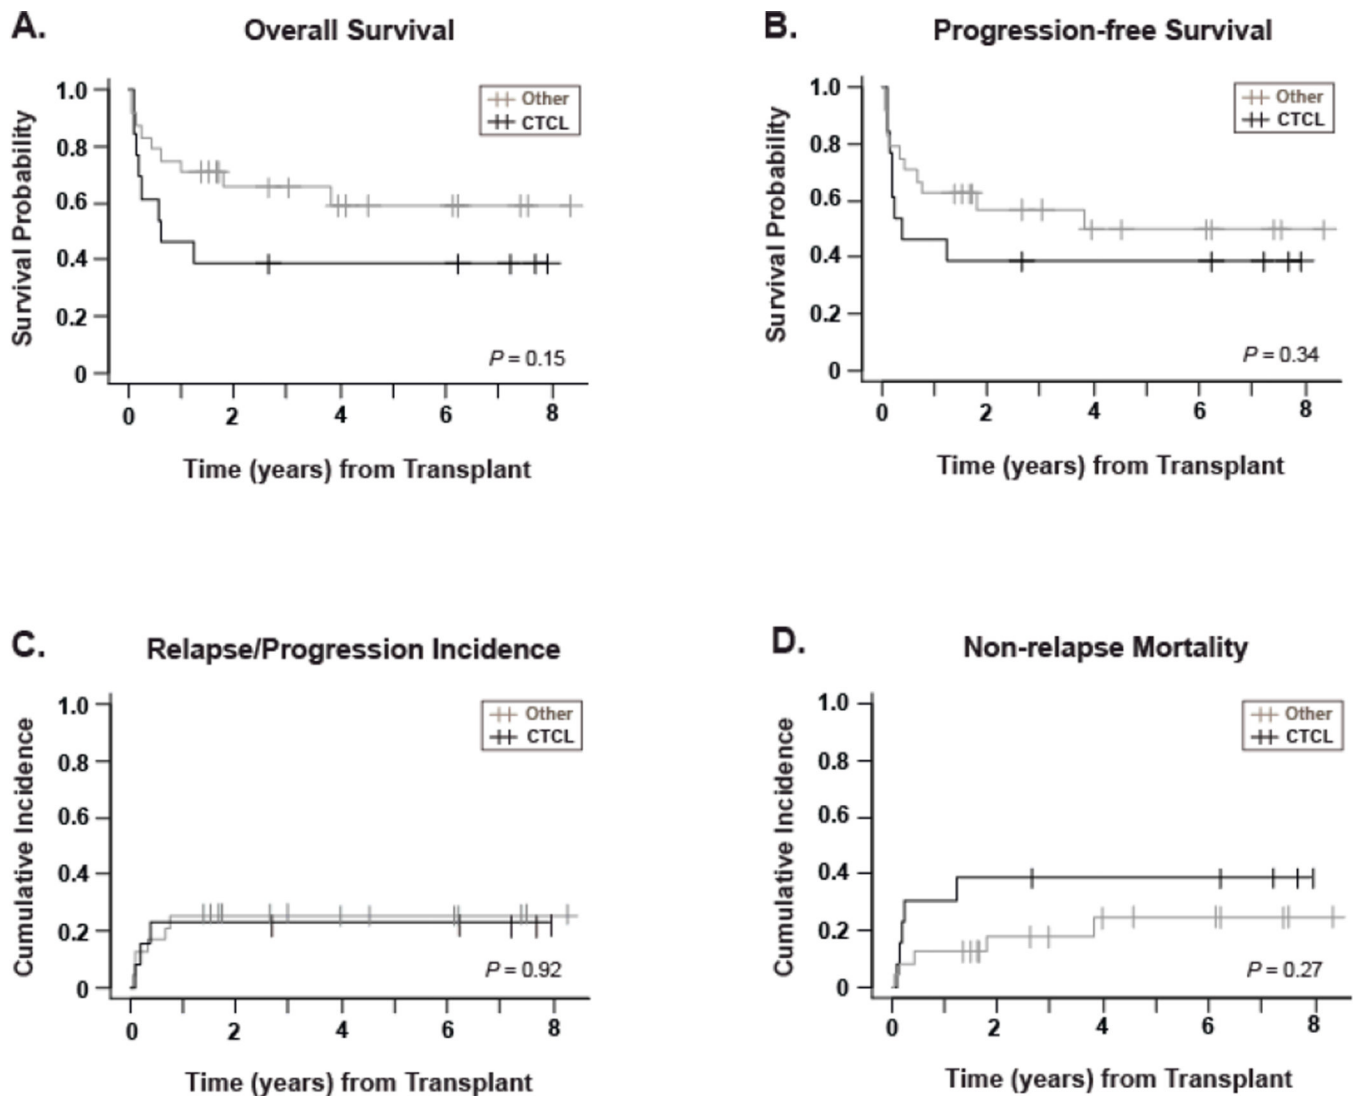 A.
Overall Survival
Survival Probability
1.0
0.8
0.6
0.4
0.2
0
Other
CTCL
P = 0.15
0 2 4 6 8
Time (years) from Transplant
B.
Progression-free Survival
Survival Probability
1.0
0.8
0.6
0.4
0.2
0
Other
CTCL
P = 0.34
0 2 4 6 8
Time (years) from Transplant
C.
Relapse/Progression Incidence
Cumulative Incidence
1.0
0.8
0.6
0.4
0.2
0
Other
CTCL
P = 0.92
0 2 4 6 8
Time (years) from Transplant
D.
Non-relapse Mortality
Cumulative Incidence
1.0
0.8
0.6
0.4
0.2
0
Other
CTCL
P = 0.27
0 2 4 6 8
Time (years) from Transplant